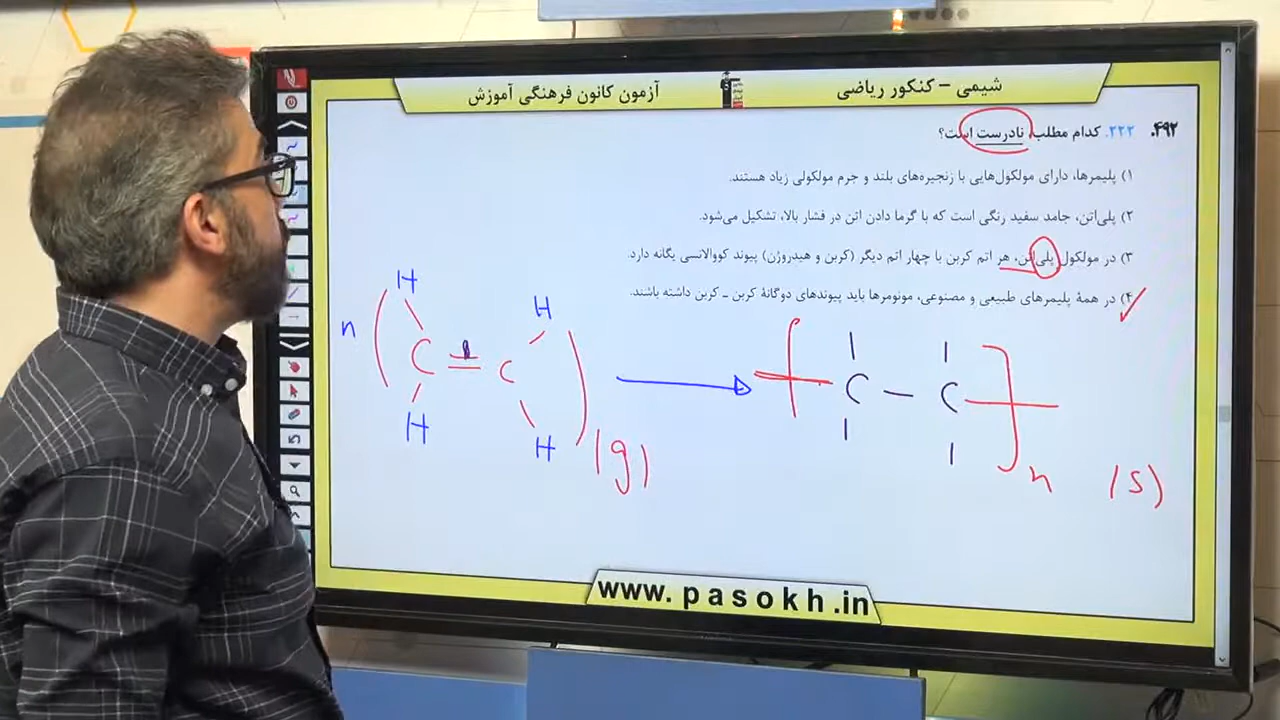 شیمی - کنکور ریاضی
آزمون کانون فرهنگی آموزش
۴۹۲. ۲۲۲. کدام مطلب، نادرست است؟
۱) پلیمرها، دارای مولکول‌هایی با زنجیره‌های بلند و جرم مولکولی زیاد هستند.
۲) پلی‌اتن، جامد سفید رنگی است که با گرما دادن اتن در فشار بالا، تشکیل می‌شود.
۳) در مولکول پلی‌اتن، هر اتم کربن با چهار اتم دیگر (کربن و هیدروژن) پیوند کووالانسی یگانه دارد.
۴) در همهٔ پلیمرهای طبیعی و مصنوعی، مونومرها باید پیوندهای دوگانهٔ کربن ـ کربن داشته باشند.
H H
n ( C = C ) (g) → [ C — C ]n (s)
H H
www.pasokh.in